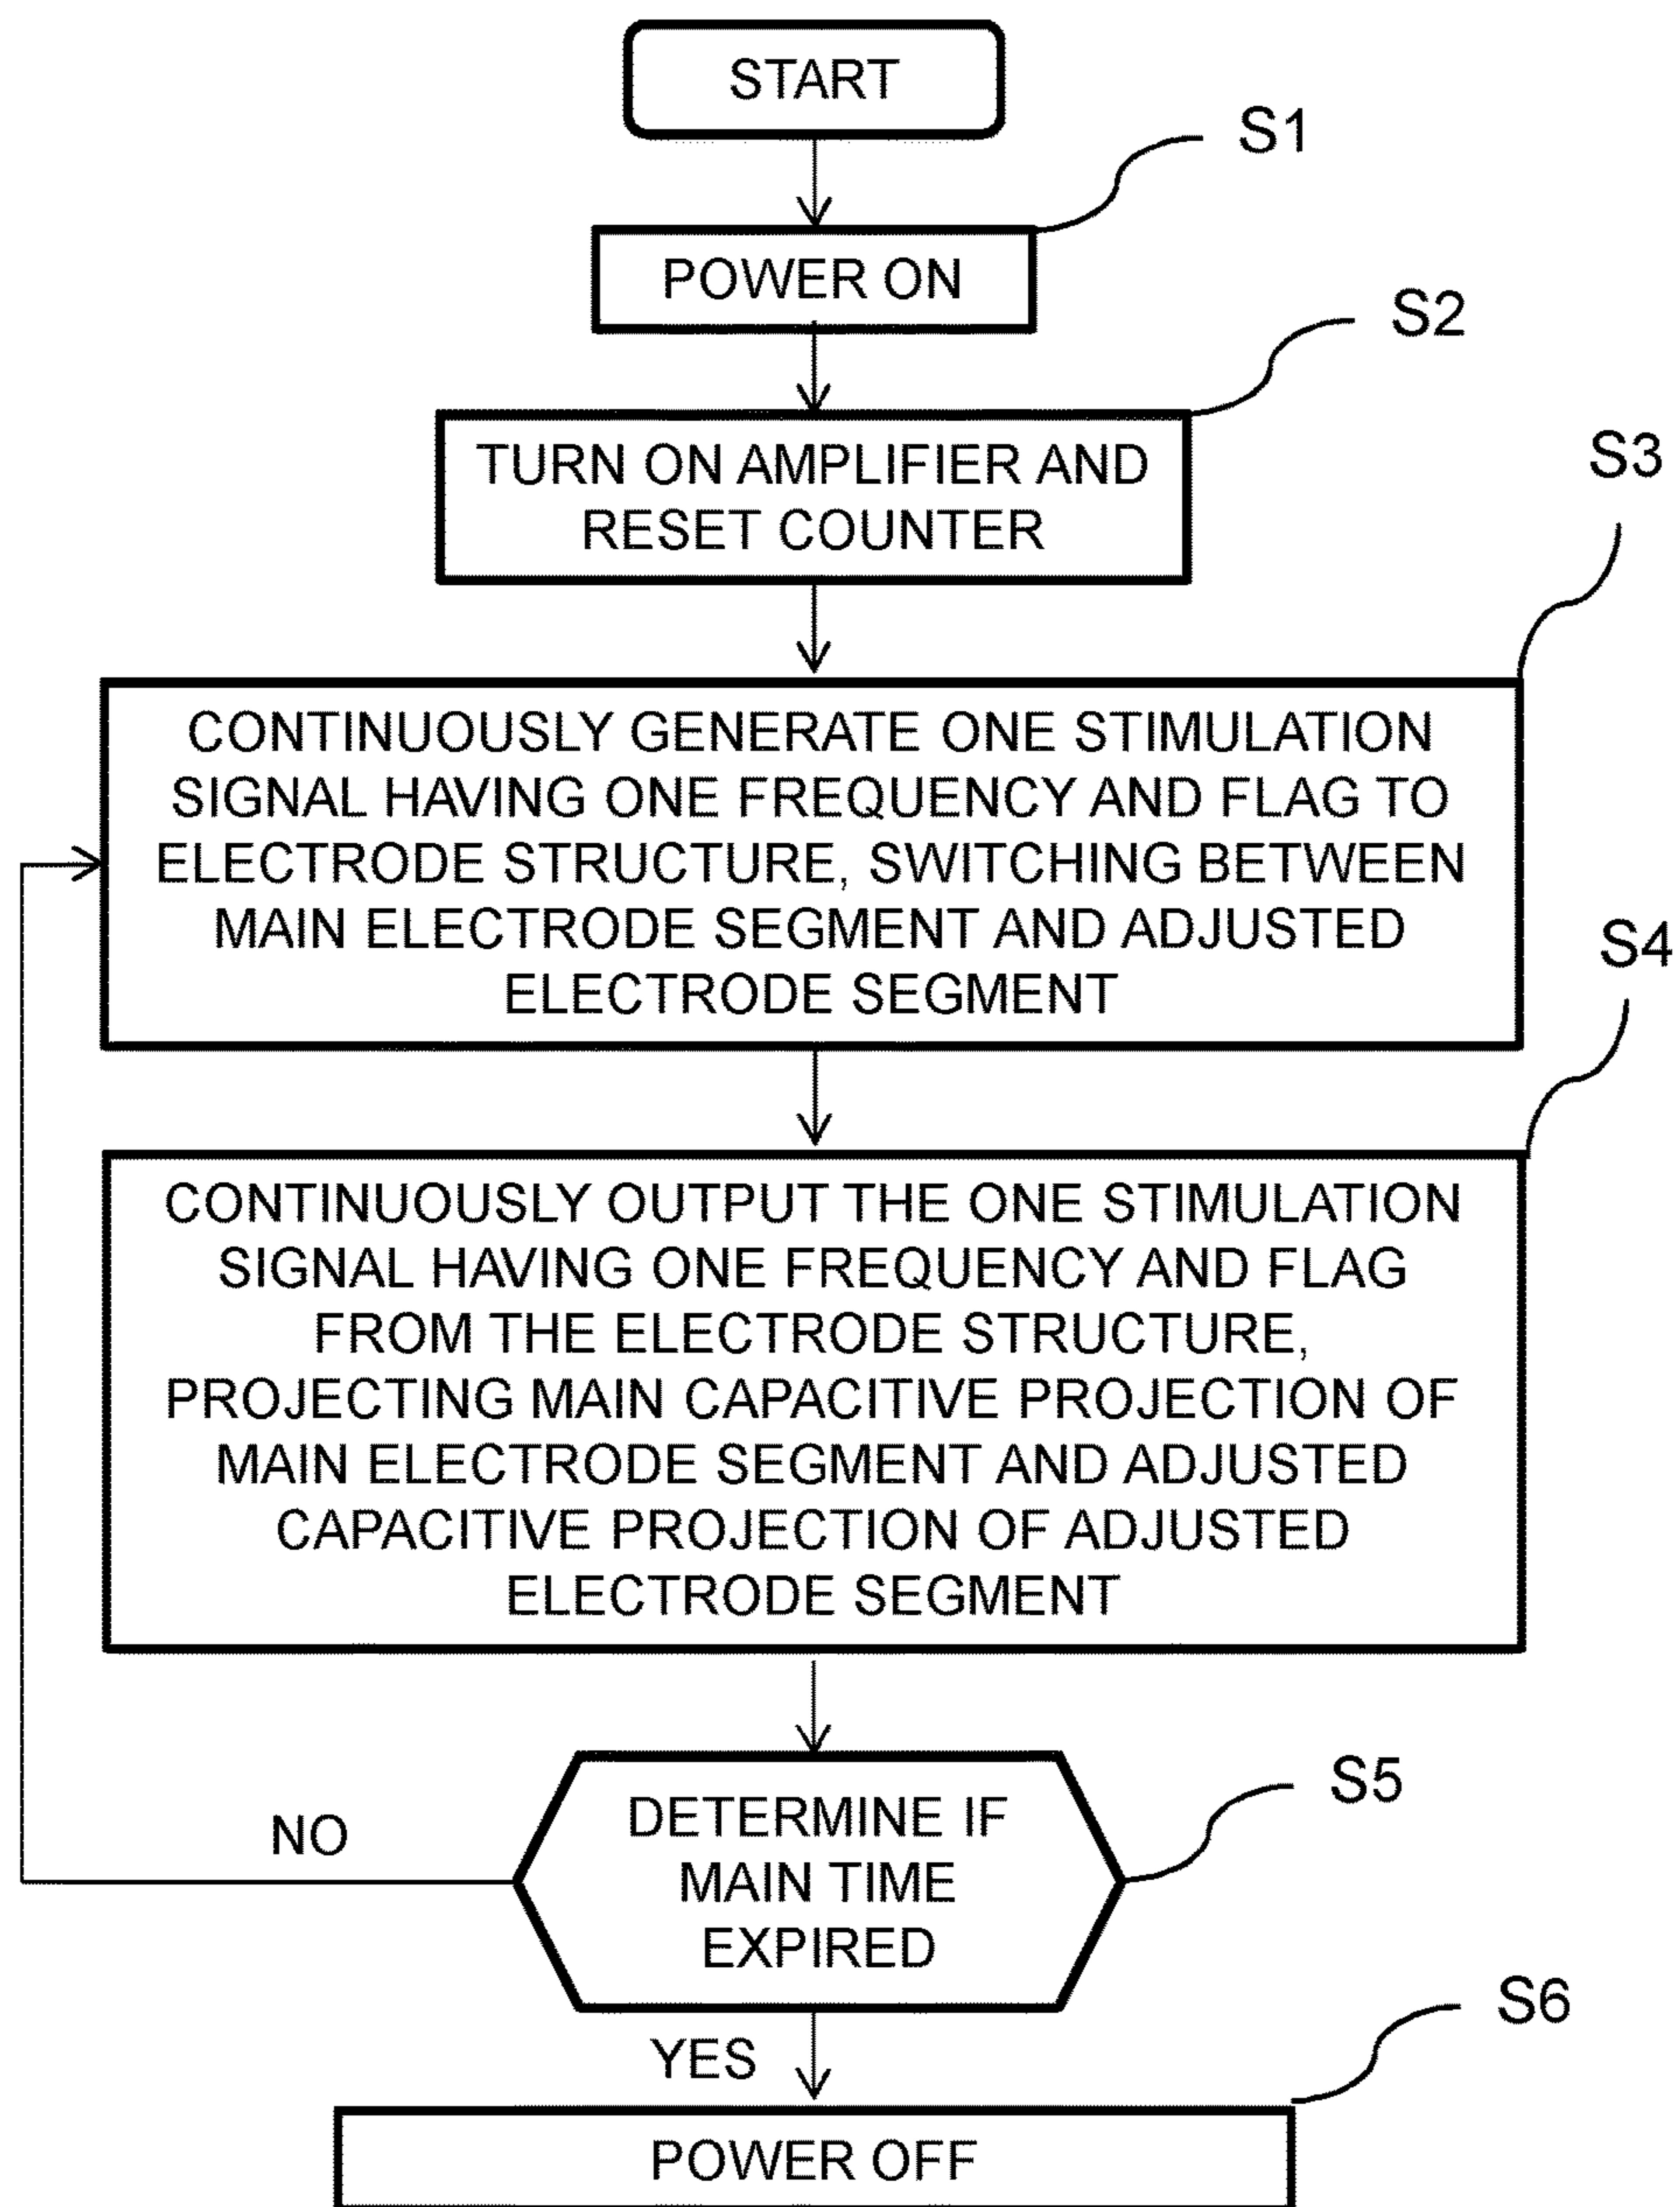 START
S1
POWER ON
S2
TURN ON AMPLIFIER AND
RESET COUNTER
S3
CONTINUOUSLY GENERATE ONE STIMULATION
SIGNAL HAVING ONE FREQUENCY AND FLAG TO
ELECTRODE STRUCTURE, SWITCHING BETWEEN
MAIN ELECTRODE SEGMENT AND ADJUSTED
ELECTRODE SEGMENT
S4
CONTINUOUSLY OUTPUT THE ONE STIMULATION
SIGNAL HAVING ONE FREQUENCY AND FLAG
FROM THE ELECTRODE STRUCTURE,
PROJECTING MAIN CAPACITIVE PROJECTION OF
MAIN ELECTRODE SEGMENT AND ADJUSTED
CAPACITIVE PROJECTION OF ADJUSTED
ELECTRODE SEGMENT
S5
DETERMINE IF
MAIN TIME
EXPIRED
NO
YES
S6
POWER OFF